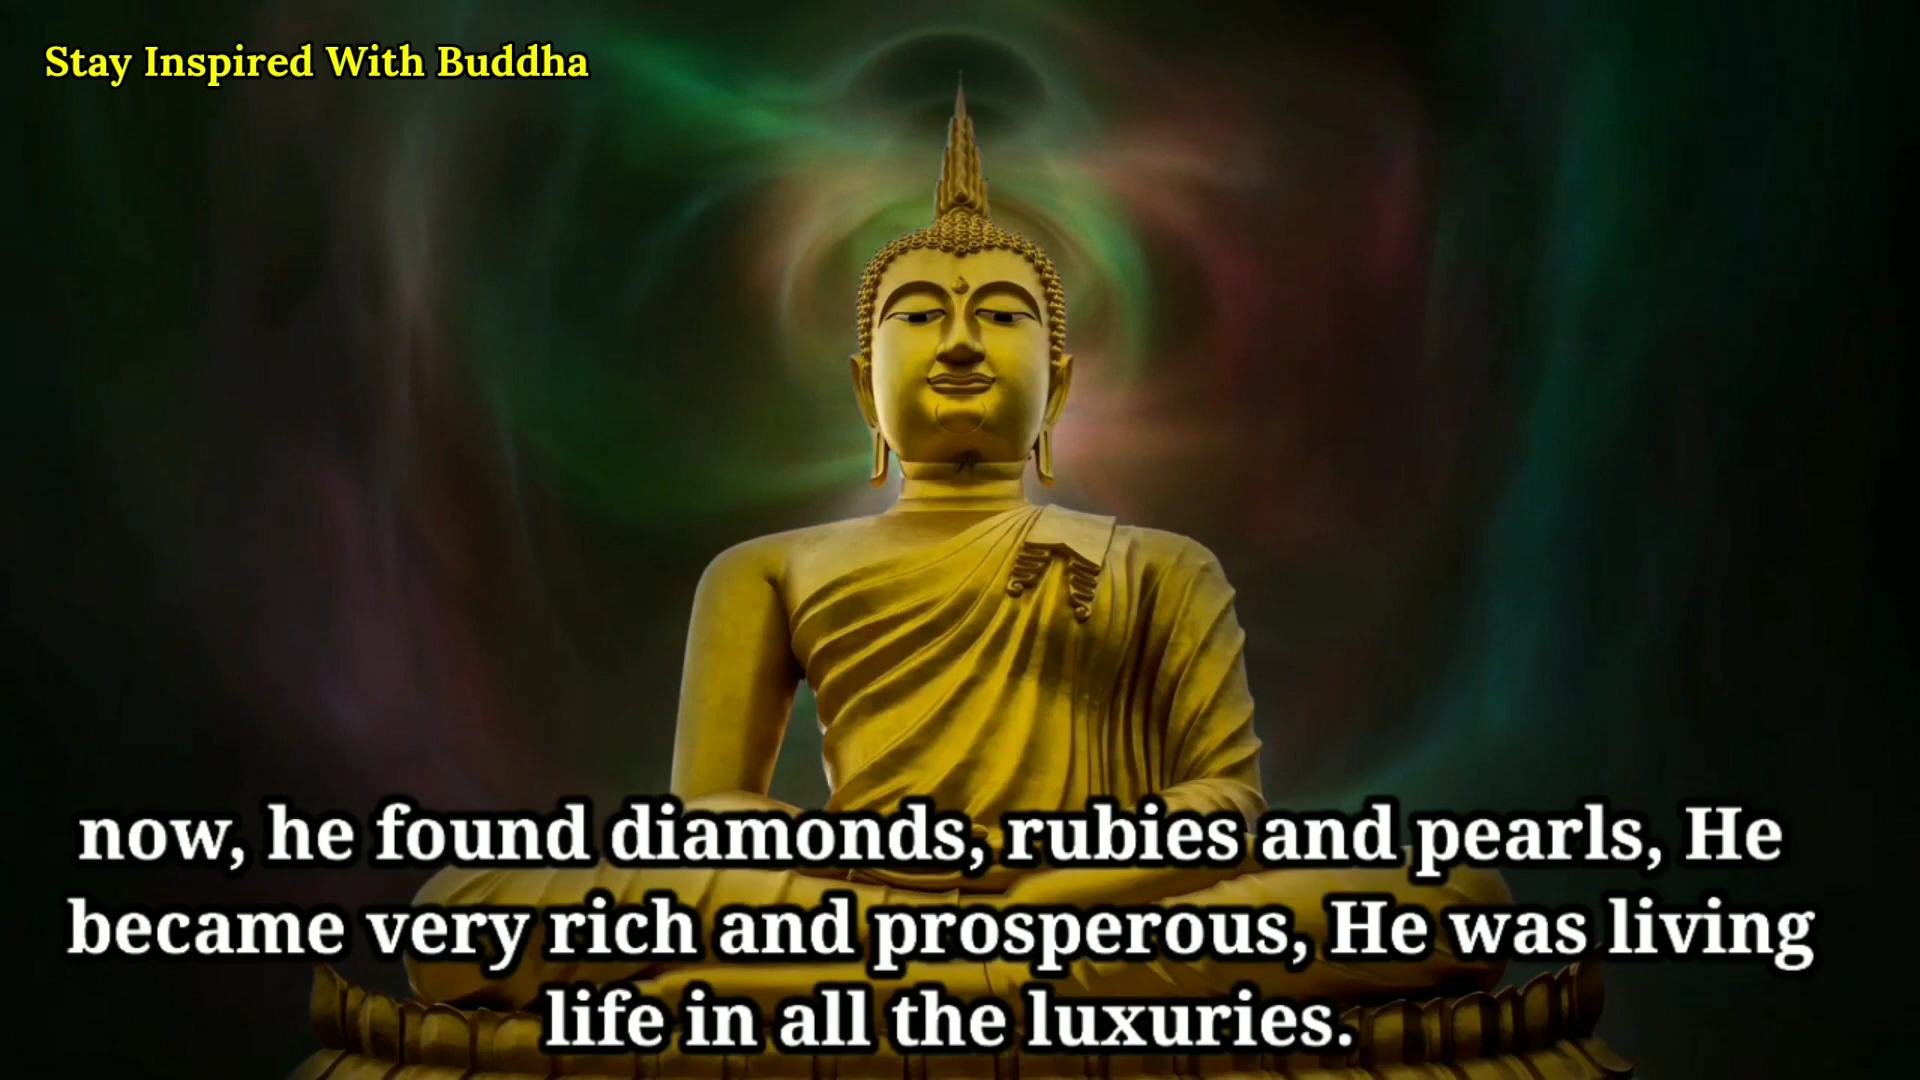 Stay Inspired With Buddha
now, he found diamonds, rubies and pearls, He
became very rich and prosperous, He was living
life in all the luxuries.